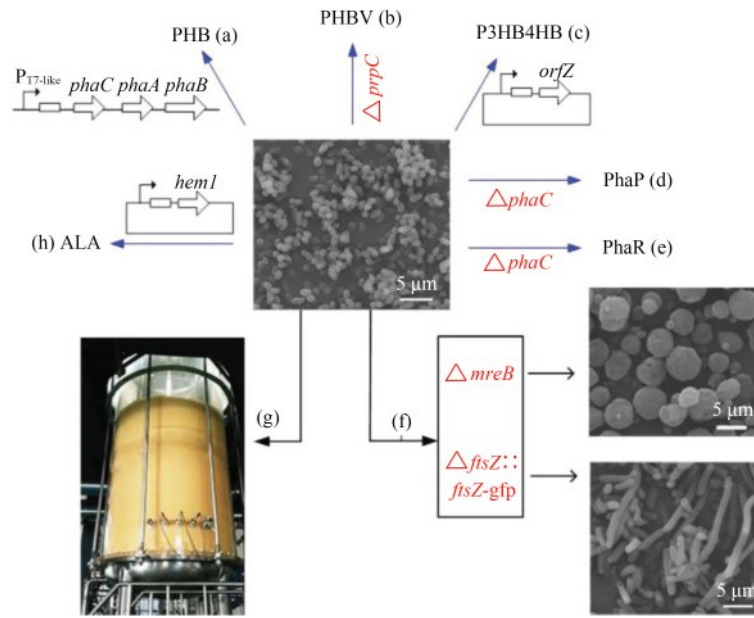 PHB (a)
PHBV (b)
P3HB4HB (c)
P T7-like
phaC phaA phaB
△prpC
orfZ
hem1
(h) ALA
△phaC
PhaP (d)
△phaC
PhaR (e)
5 μm
(g)
(f)
△mreB
△ftsZ::
ftsZ-gfp
5 μm
5 μm